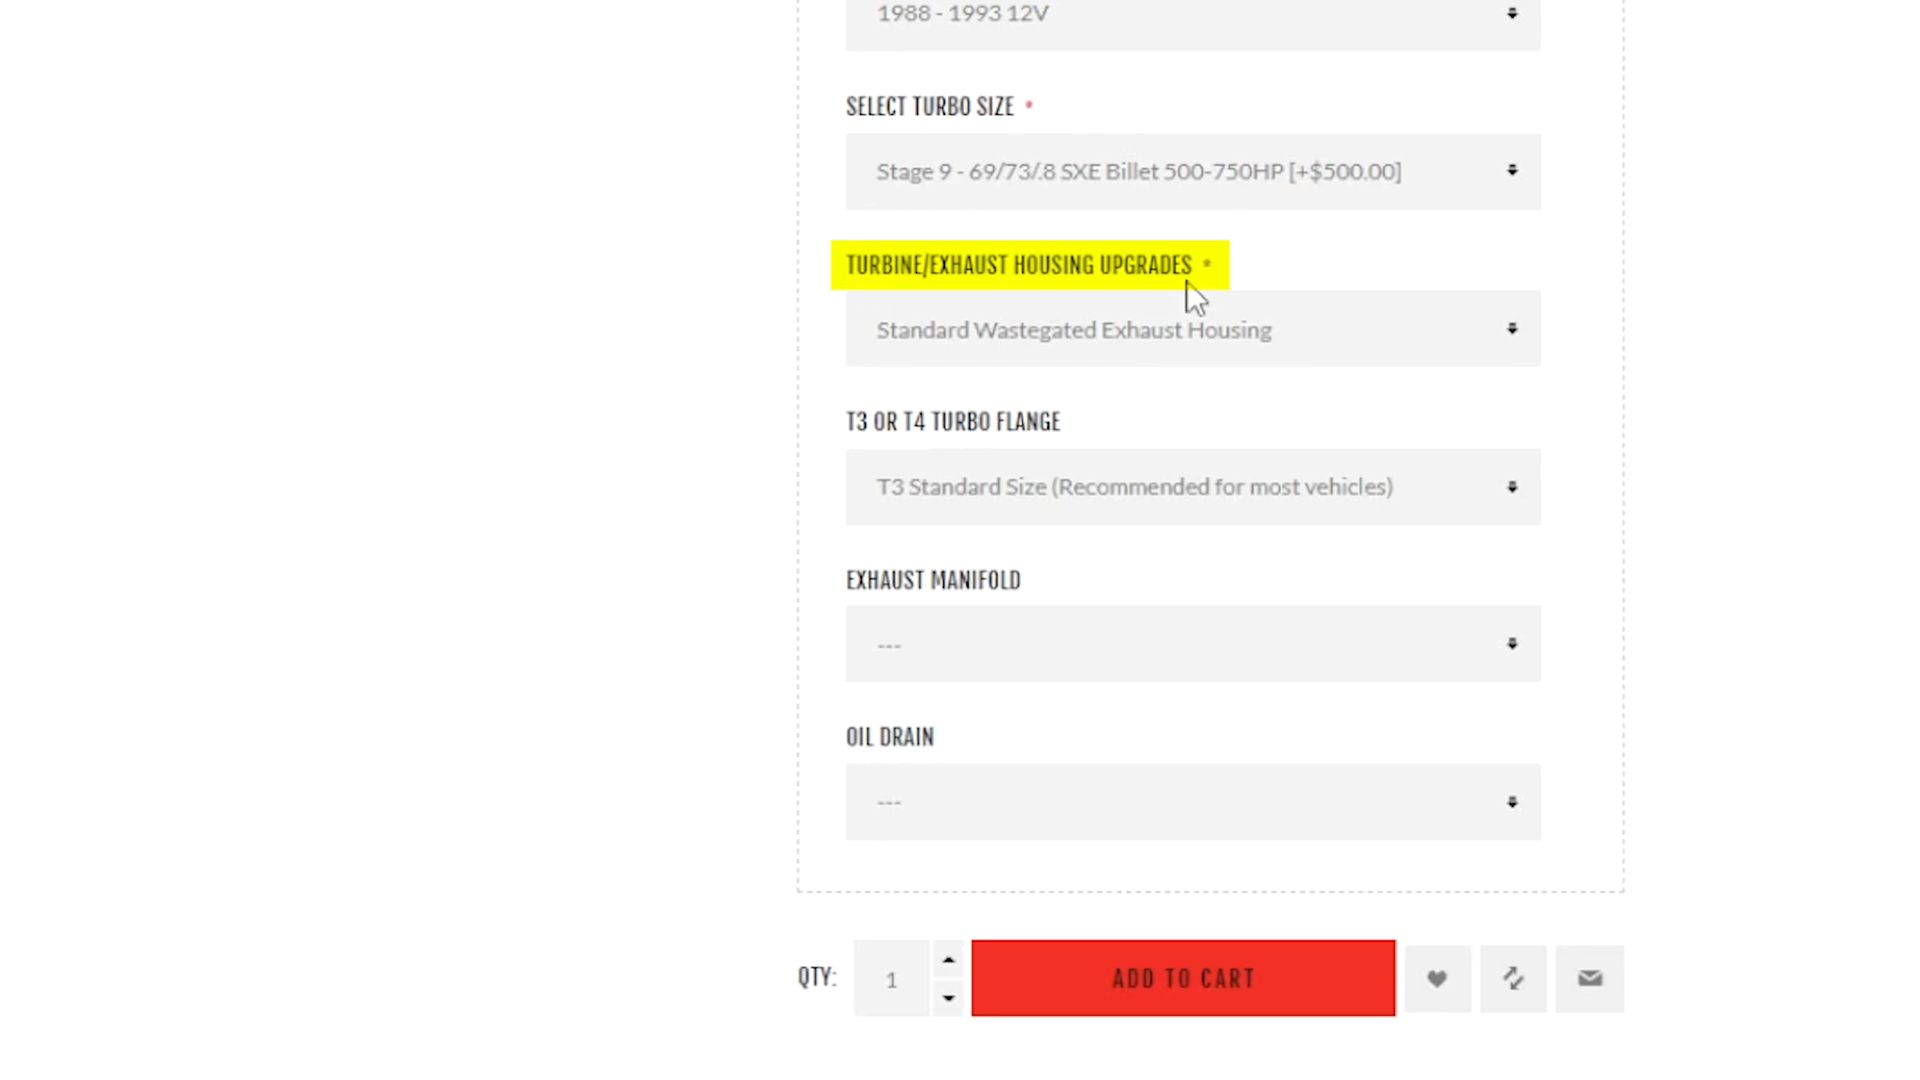 1988 - 1993 12V
SELECT TURBO SIZE *
Stage 9 - 69/73/.8 SXE Billet 500-750HP [+$500.00]
TURBINE/EXHAUST HOUSING UPGRADES *
Standard Wastegated Exhaust Housing
T3 OR T4 TURBO FLANGE
T3 Standard Size (Recommended for most vehicles)
EXHAUST MANIFOLD
---
OIL DRAIN
---
QTY: 1 ADD TO CART